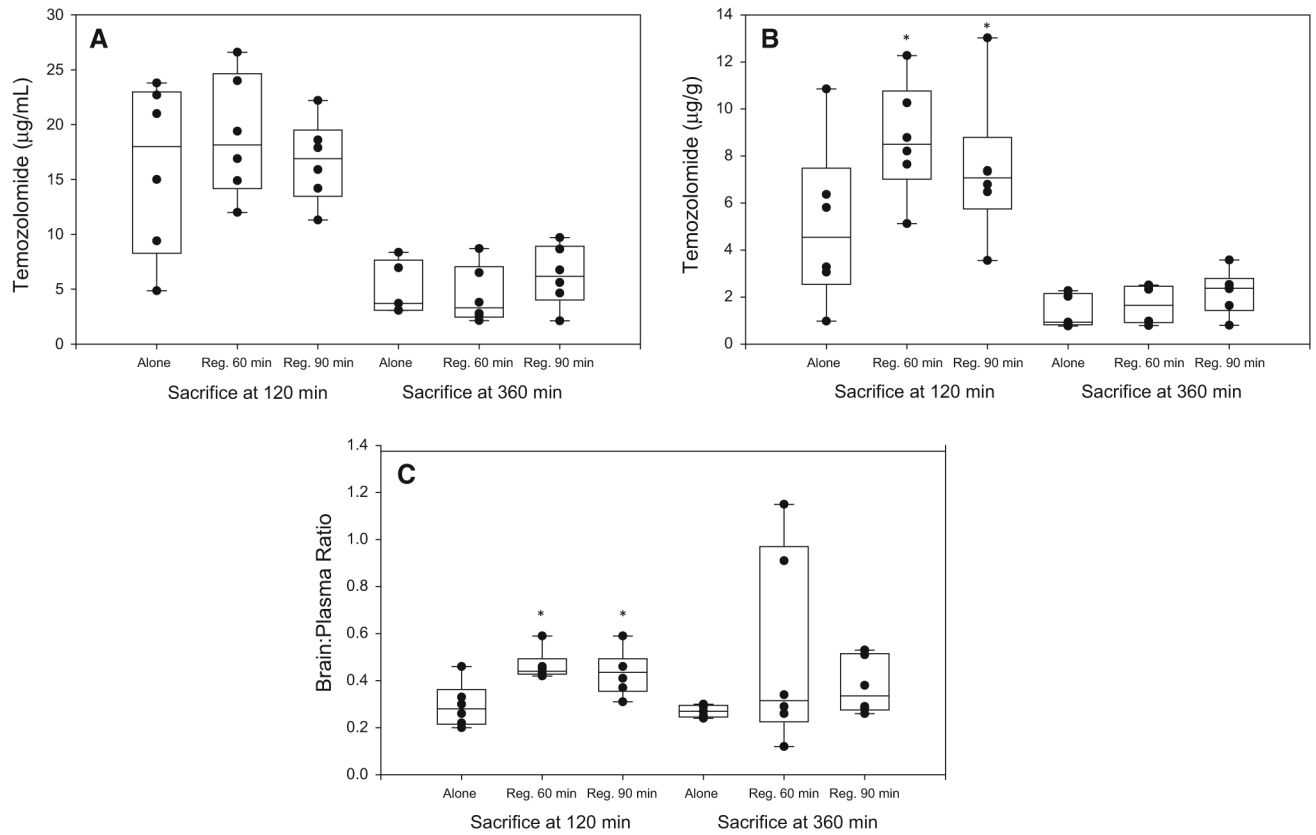 A
Temozolomide (µg/mL)
30
25
20
15
10
5
0
Alone Reg. 60 min Reg. 90 min Alone Reg. 60 min Reg. 90 min
Sacrifice at 120 min Sacrifice at 360 min
B
Temozolomide (µg/g)
14
12
10
8
6
4
2
0
* *
Alone Reg. 60 min Reg. 90 min Alone Reg. 60 min Reg. 90 min
Sacrifice at 120 min Sacrifice at 360 min
C
Brain:Plasma Ratio
1.4
1.2
1.0
0.8
0.6
0.4
0.2
0.0
* *
Alone Reg. 60 min Reg. 90 min Alone Reg. 60 min Reg. 90 min
Sacrifice at 120 min Sacrifice at 360 min